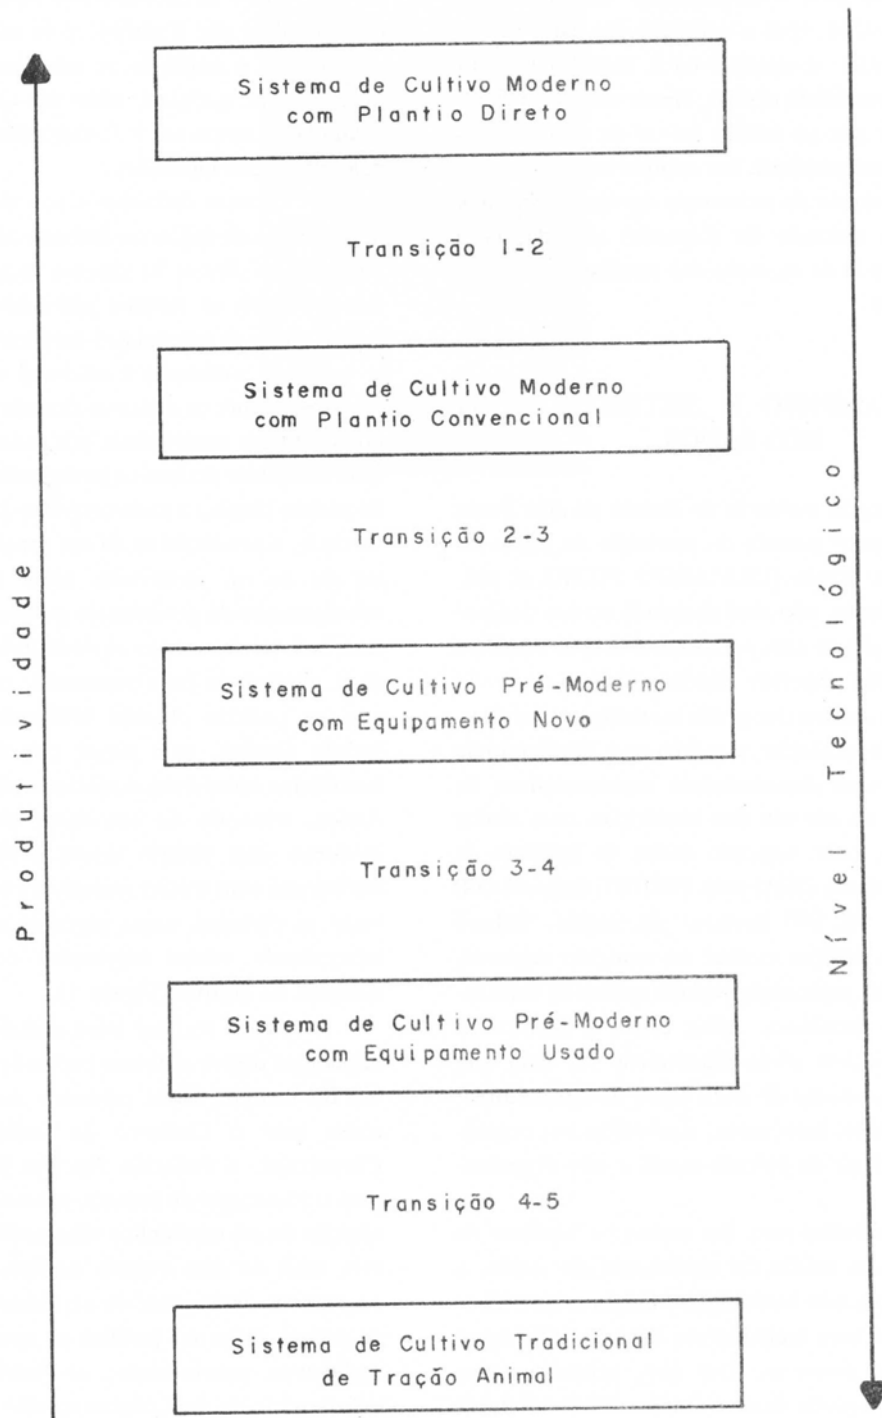 Sistema de Cultivo Moderno
com Plantio Direto
Transição 1-2
Sistema de Cultivo Moderno
com Plantio Convencional
Transição 2-3
Sistema de Cultivo Pré-Moderno
com Equipamento Novo
Transição 3-4
Sistema de Cultivo Pré-Moderno
com Equipamento Usado
Transição 4-5
Sistema de Cultivo Tradicional
de Tração Animal
Produtividade
Nível Tecnológico